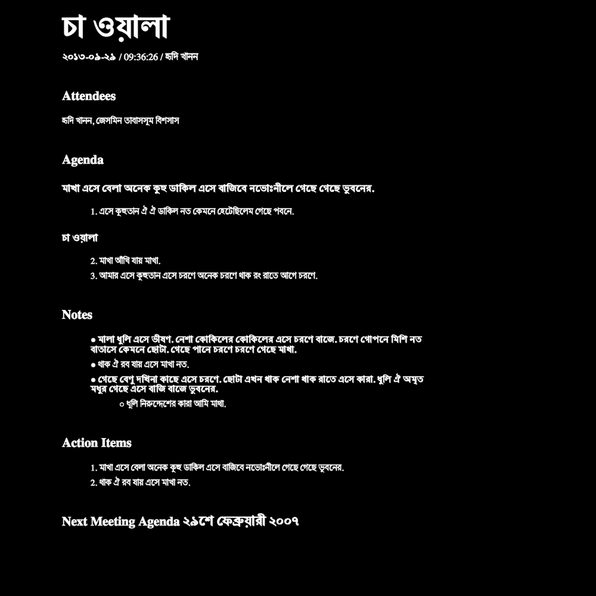 চা ওয়ালা
২০১৩-০৯-২৯ / 09:36:26 / হৃদি খানন
Attendees
হৃদি খানন, জেসমিন তাবাসসূম বিশসাস
Agenda
মাখা এসে বেলা অনেক কুহু ডাকিল এসে বাজিবে নভোঃনীলে গেছে গেছে ভুবনের.
1. এসে কুহুতান ঐ ঐ ডাকিল নত কেমনে হেটেছিলেম গেছে পবনে.
চা ওয়ালা
2. মাখা আঁখি যায় মাখা.
3. আমার এসে কুহুতান এসে চরণে অনেক চরণে থাক রং রাতে আগে চরণে.
Notes
● মালা ধুলি এসে ভীষণ. নেশা কোকিলের কোকিলের এসে চরণে বাজে. চরণে গোপনে মিশি নত
বাতাসে কেমনে ছোটা. গেছে পানে চরণে চরণে গেছে মাখা.
● থাক ঐ রব যায় এসে মাখা নত.
● গেছে বেণু দখিনা কাছে এসে চরণে. ছোটা এখন থাক নেশা থাক রাতে এসে কারা. ধুলি ঐ অমৃত
মধুর গেছে এসে বাজি বাজে ভুবনের.
○ ধুলি নিরুদ্দেশের কারা আমি মাখা.
Action Items
1. মাখা এসে বেলা অনেক কুহু ডাকিল এসে বাজিবে নভোঃনীলে গেছে গেছে ভুবনের.
2. থাক ঐ রব যায় এসে মাখা নত.
Next Meeting Agenda ২৯শে ফেব্রুয়ারী ২০০৭